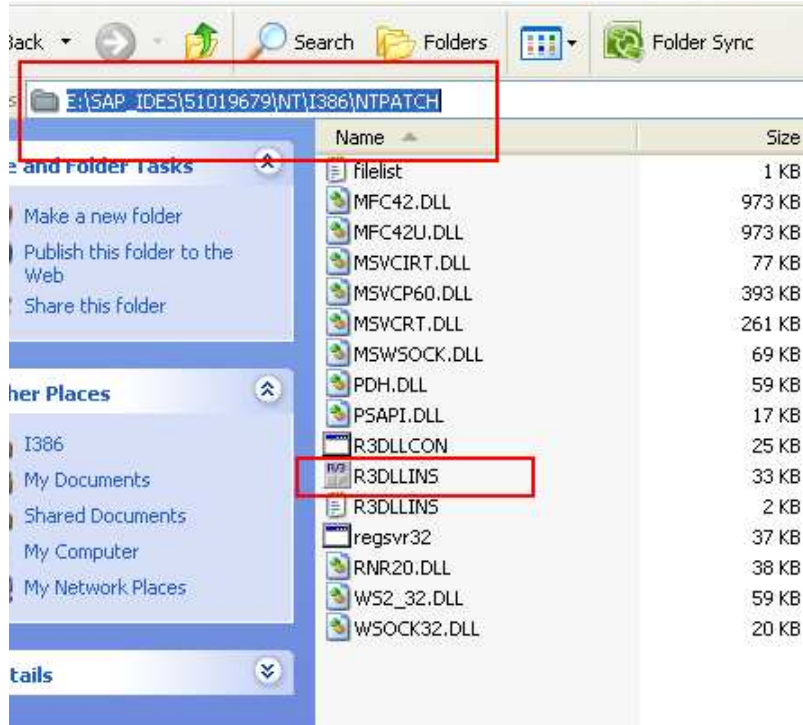 Back Search Folders Folder Sync
E:\SAP_IDES\51019679\NT\I386\NTPATCH
Name Size
e and Folder Tasks
Make a new folder
Publish this folder to the
Web
Share this folder
her Places
I386
My Documents
Shared Documents
My Computer
My Network Places
tails
filelist 1 KB
MFC42.DLL 973 KB
MFC42U.DLL 973 KB
MSVCIRT.DLL 77 KB
MSVCP60.DLL 393 KB
MSVCRT.DLL 261 KB
MSWSOCK.DLL 69 KB
PDH.DLL 59 KB
PSAPI.DLL 17 KB
R3DLLCON 25 KB
R3DLLINS 33 KB
R3DLLINS 2 KB
regsvr32 37 KB
RNR20.DLL 38 KB
WS2_32.DLL 59 KB
WSOCK32.DLL 20 KB